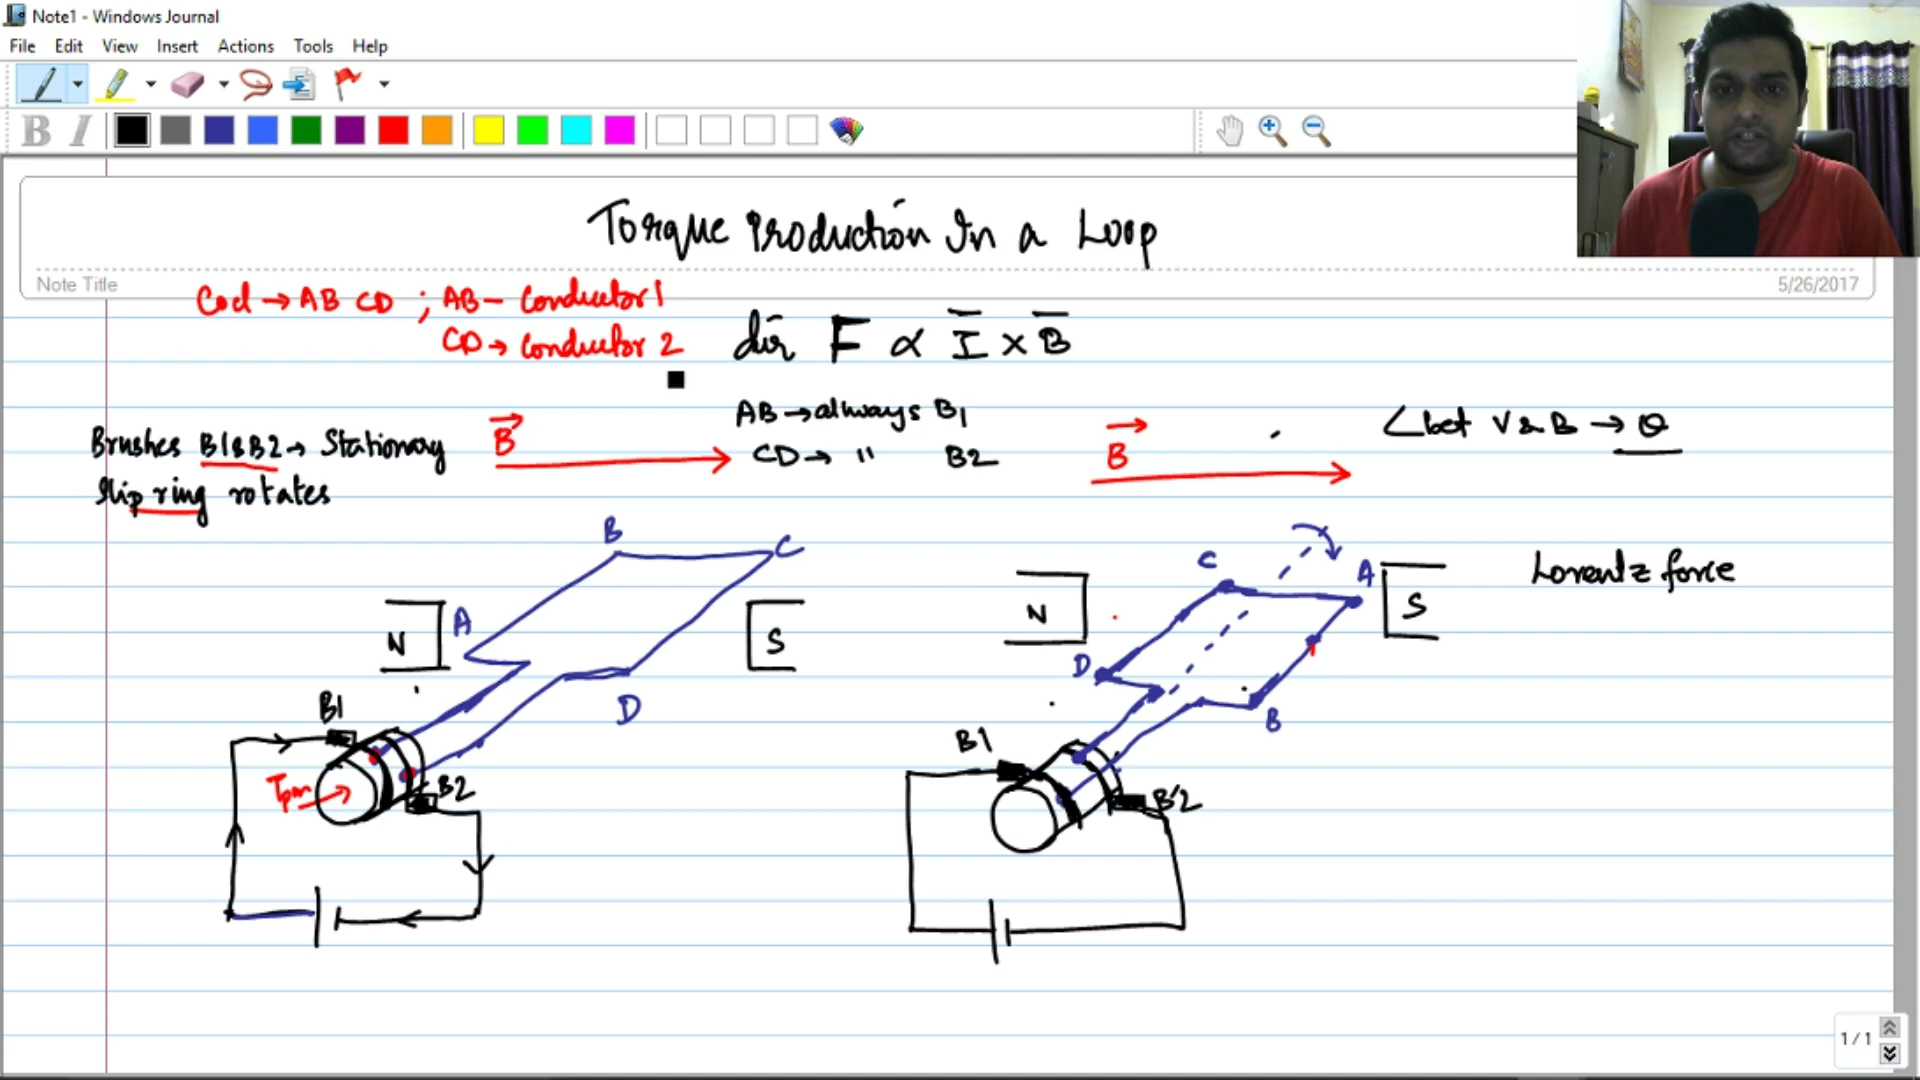 Note1 - Windows Journal
File Edit View Insert Actions Tools Help
B I
Torque Production In a Loop
Note Title
5/26/2017
Coil → AB CD ; AB - Conductor 1
CD → Conductor 2
dir F ∝ I × B
AB → always B1
CD → " B2
Brushes B1&B2 → Stationary
Slip ring rotates
B
B
∠bet V & B → θ
Lorentz force
B C
A
N S
D
B1
Tpm
B2
C A
N S
D
B
B1
B2
1 / 1